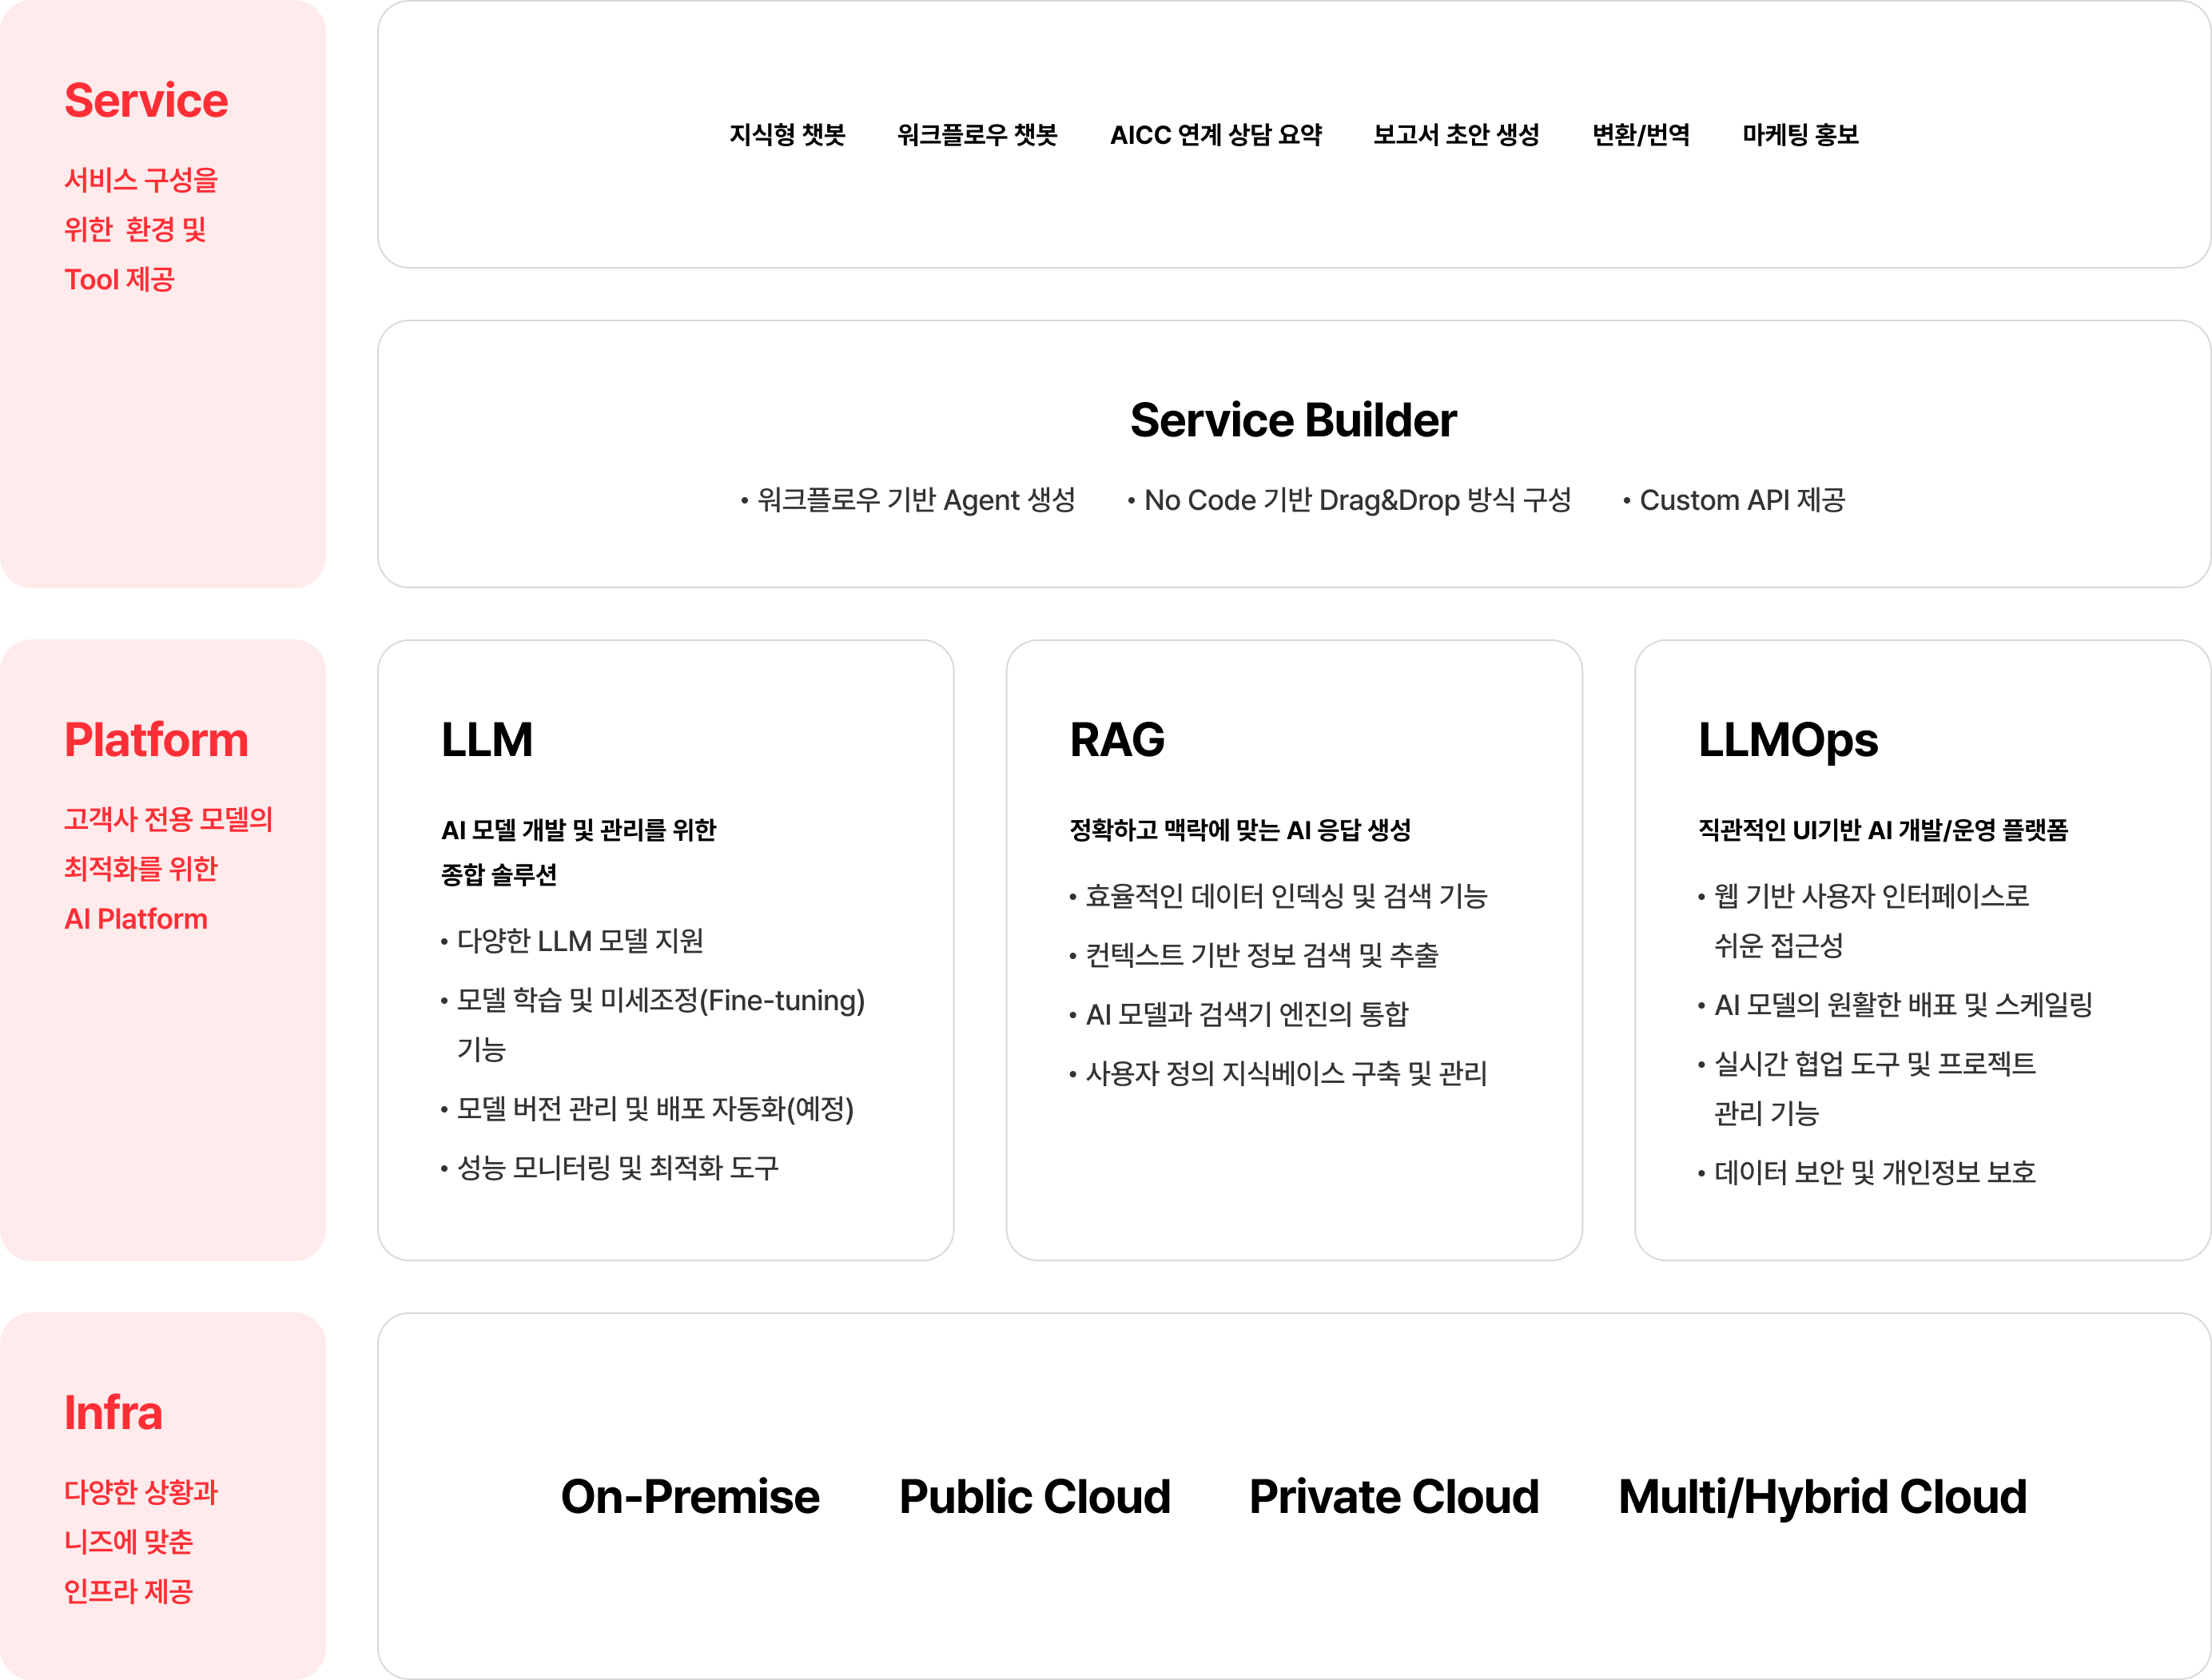 Service
서비스 구성을
위한 환경 및
Tool 제공
지식형 챗봇 워크플로우 챗봇 AICC 연계 상담 요약 보고서 초안 생성 변환/번역 마케팅 홍보
Service Builder
• 워크플로우 기반 Agent 생성 • No Code 기반 Drag&Drop 방식 구성 • Custom API 제공
Platform
고객사 전용 모델의
최적화를 위한
AI Platform
LLM
AI 모델 개발 및 관리를 위한
종합 솔루션
• 다양한 LLM 모델 지원
• 모델 학습 및 미세조정(Fine-tuning)
기능
• 모델 버전 관리 및 배포 자동화(예정)
• 성능 모니터링 및 최적화 도구
RAG
정확하고 맥락에 맞는 AI 응답 생성
• 효율적인 데이터 인덱싱 및 검색 기능
• 컨텍스트 기반 정보 검색 및 추출
• AI 모델과 검색기 엔진의 통합
• 사용자 정의 지식베이스 구축 및 관리
LLMOps
직관적인 UI기반 AI 개발/운영 플랫폼
• 웹 기반 사용자 인터페이스로
쉬운 접근성
• AI 모델의 원활한 배포 및 스케일링
• 실시간 협업 도구 및 프로젝트
관리 기능
• 데이터 보안 및 개인정보 보호
Infra
다양한 상황과
니즈에 맞춘
인프라 제공
On-Premise Public Cloud Private Cloud Multi/Hybrid Cloud